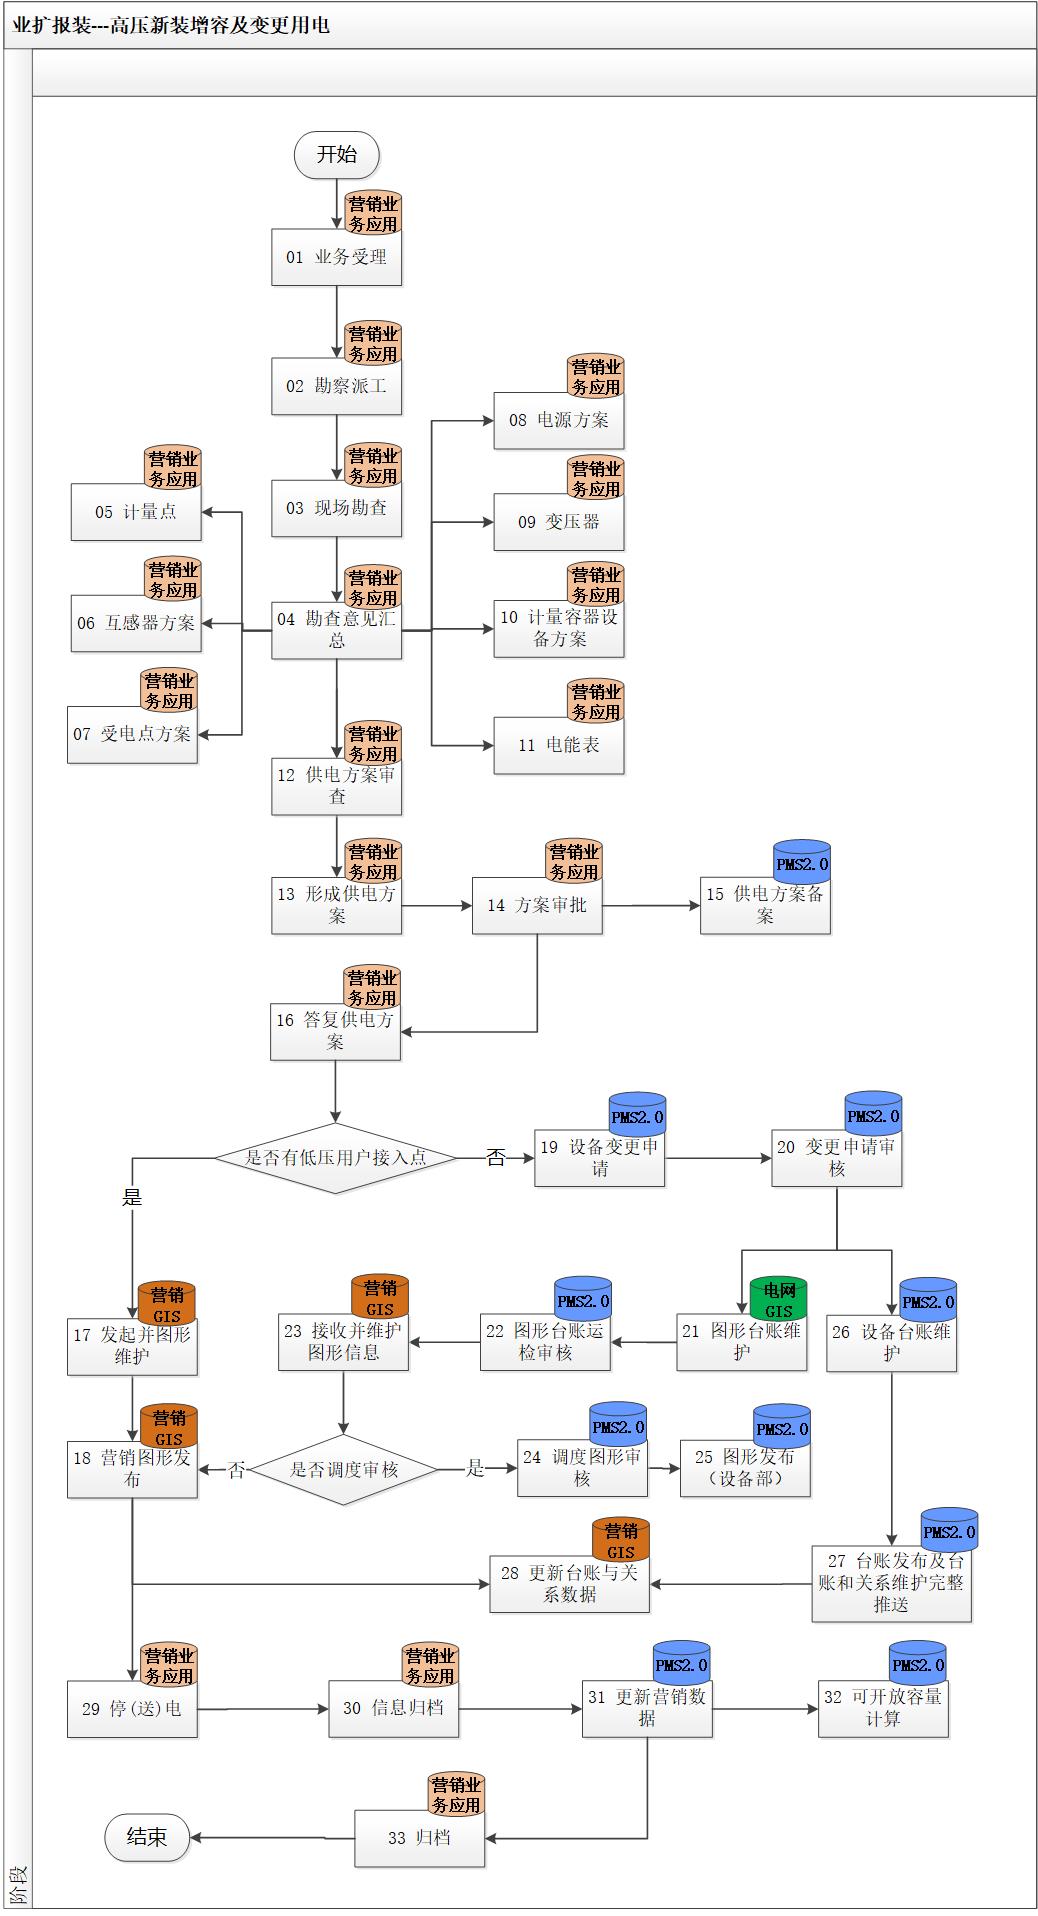 业扩报装---高压新装增容及变更用电
开始
营销业
务应用
01 业务受理
营销业
务应用
02 勘察派工
营销业
务应用
03 现场勘查
营销业
务应用
04 勘查意见汇
总
营销业
务应用
05 计量点
营销业
务应用
06 互感器方案
营销业
务应用
07 受电点方案
营销业
务应用
08 电源方案
营销业
务应用
09 变压器
营销业
务应用
10 计量容器设
备方案
营销业
务应用
11 电能表
营销业
务应用
12 供电方案审
查
营销业
务应用
13 形成供电方
案
营销业
务应用
14 方案审批
PMS2.0
15 供电方案备
案
营销业
务应用
16 答复供电方
案
是否有低压用户接入点
是
否
营销
GIS
17 发起并图形
维护
营销
GIS
18 营销图形发
布
PMS2.0
19 设备变更申
请
PMS2.0
20 变更申请审
核
电网
GIS
21 图形台账维
护
PMS2.0
22 图形台账运
检审核
营销
GIS
23 接收并维护
图形信息
是否调度审核
否
是
PMS2.0
24 调度图形审
核
PMS2.0
25 图形发布
（设备部）
PMS2.0
26 设备台账维
护
PMS2.0
27 台账发布及台
账和关系维护完整
推送
营销
GIS
28 更新台账与关
系数据
营销业
务应用
29 停(送)电
营销业
务应用
30 信息归档
PMS2.0
31 更新营销数
据
PMS2.0
32 可开放容量
计算
营销业
务应用
33 归档
结束
阶段